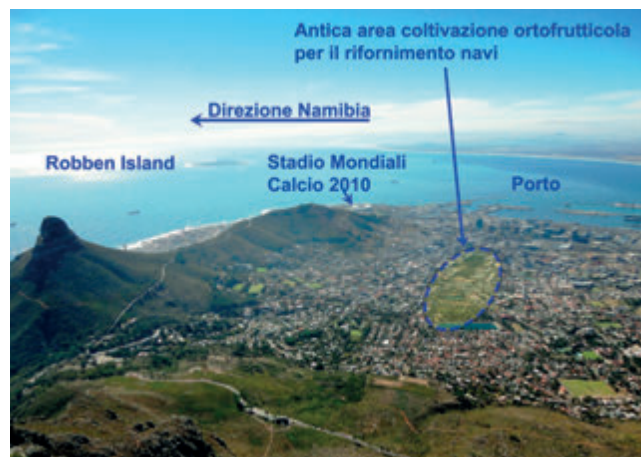 Antica area coltivazione ortofrutticola
per il rifornimento navi
Direzione Namibia
Robben Island
Stadio Mondiali
Calcio 2010
Porto